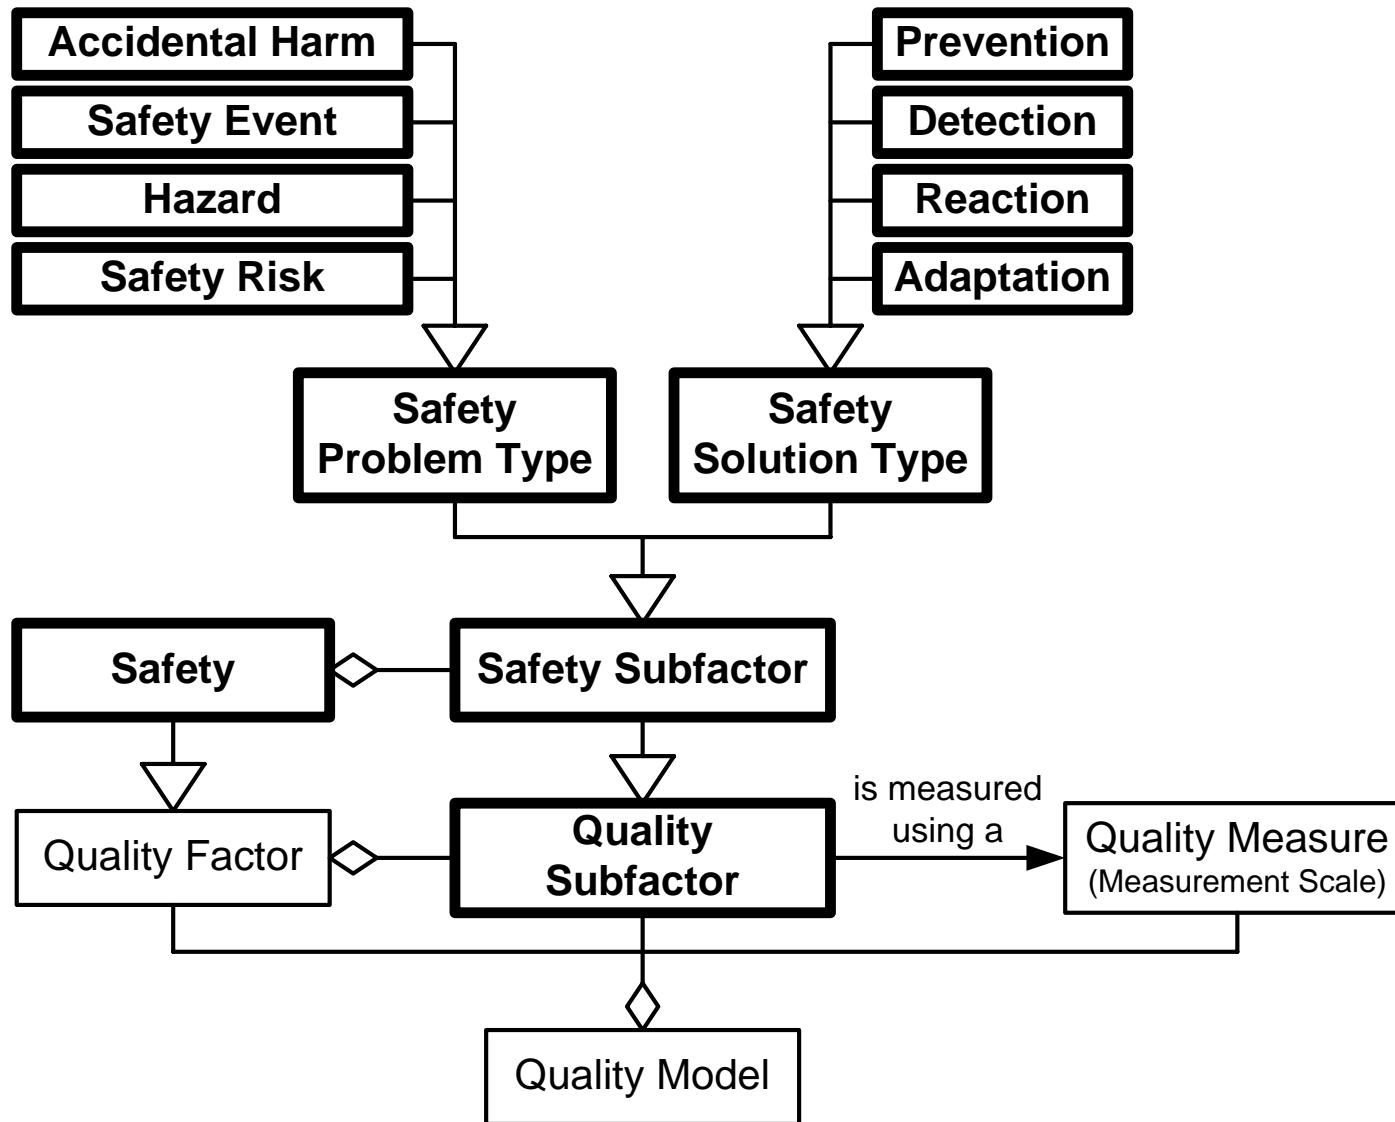 Accidental Harm
Safety Event
Hazard
Safety Risk
Prevention
Detection
Reaction
Adaptation
Safety
Problem Type
Safety
Solution Type
Safety
Safety Subfactor
Quality Factor
Quality
Subfactor
is measured
using a
Quality Measure
(Measurement Scale)
Quality Model